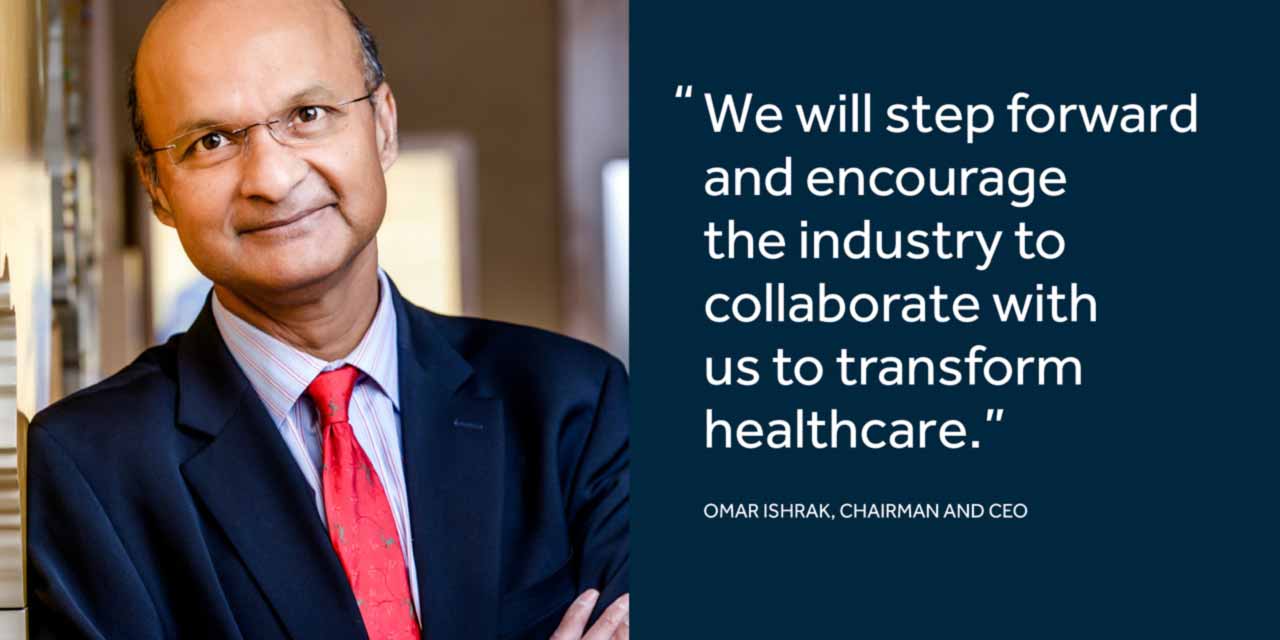 “We will step forward
and encourage
the industry to
collaborate with
us to transform
healthcare.”
OMAR ISHRAK, CHAIRMAN AND CEO